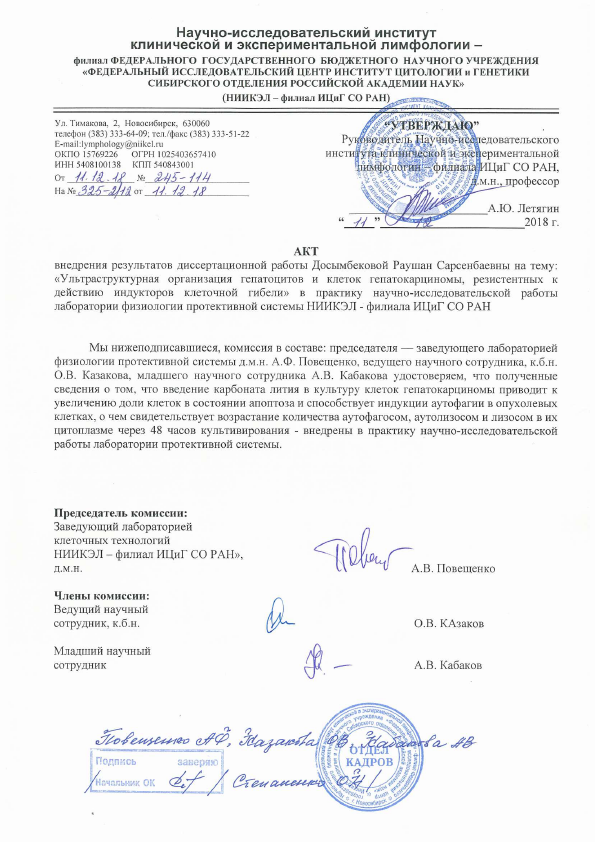 Научно-исследовательский институт
клинической и экспериментальной лимфологии –
филиал ФЕДЕРАЛЬНОГО ГОСУДАРСТВЕННОГО БЮДЖЕТНОГО НАУЧНОГО УЧРЕЖДЕНИЯ
«ФЕДЕРАЛЬНЫЙ ИССЛЕДОВАТЕЛЬСКИЙ ЦЕНТР ИНСТИТУТ ЦИТОЛОГИИ и ГЕНЕТИКИ
СИБИРСКОГО ОТДЕЛЕНИЯ РОССИЙСКОЙ АКАДЕМИИ НАУК»
(НИИКЭЛ – филиал ИЦиГ СО РАН)
Ул. Тимакова, 2, Новосибирск, 630060
телефон (383) 333-64-09; тел./факс (383) 333-51-22
E-mail:lymphology@niikel.ru
ОКПО 15769226 ОГРН 1025403657410
ИНН 5408100138 КПП 540843001
От 11.12.18 № 245-114
На № 325-2/12 от 11.12.18
“УТВЕРЖДАЮ”
Руководитель Научно-исследовательского
института клинической и экспериментальной
лимфологии – филиала ИЦиГ СО РАН,
д.м.н., профессор
А.Ю. Летягин
“ 11 ” 12 2018 г.
АКТ
внедрения результатов диссертационной работы Досымбековой Раушан Сарсенбаевны на тему:
«Ультраструктурная организация гепатоцитов и клеток гепатокарциномы, резистентных к
действию индукторов клеточной гибели» в практику научно-исследовательской работы
лаборатории физиологии протективной системы НИИКЭЛ - филиала ИЦиГ СО РАН
Мы нижеподписавшиеся, комиссия в составе: председателя — заведующего лабораторией
физиологии протективной системы д.м.н. А.Ф. Повещенко, ведущего научного сотрудника, к.б.н.
О.В. Казакова, младшего научного сотрудника А.В. Кабакова удостоверяем, что полученные
сведения о том, что введение карбоната лития в культуру клеток гепатокарциномы приводит к
увеличению доли клеток в состоянии апоптоза и способствует индукции аутофагии в опухолевых
клетках, о чем свидетельствует возрастание количества аутофагосом, аутолизосом и лизосом в их
цитоплазме через 48 часов культивирования - внедрены в практику научно-исследовательской
работы лаборатории протективной системы.
Председатель комиссии:
Заведующий лабораторией
клеточных технологий
НИИКЭЛ – филиал ИЦиГ СО РАН»,
д.м.н. А.В. Повещенко
Члены комиссии:
Ведущий научный
сотрудник, к.б.н. О.В. КАзаков
Младший научный
сотрудник А.В. Кабаков
Повещенко АФ, Казакова ОВ, Кабакова АВ
Подпись заверяю
Начальник ОК Степаненко
ОТДЕЛ
КАДРОВ